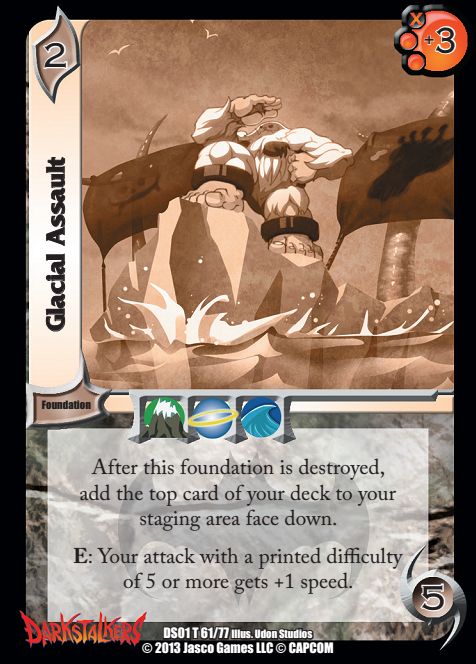 2
X
+3
Glacial Assault
Foundation
After this foundation is destroyed,
add the top card of your deck to your
staging area face down.
E: Your attack with a printed difficulty
of 5 or more gets +1 speed.
5
DARKSTALKERS
DS01 T 61/77 Illus. Udon Studios
© 2013 Jasco Games LLC © CAPCOM